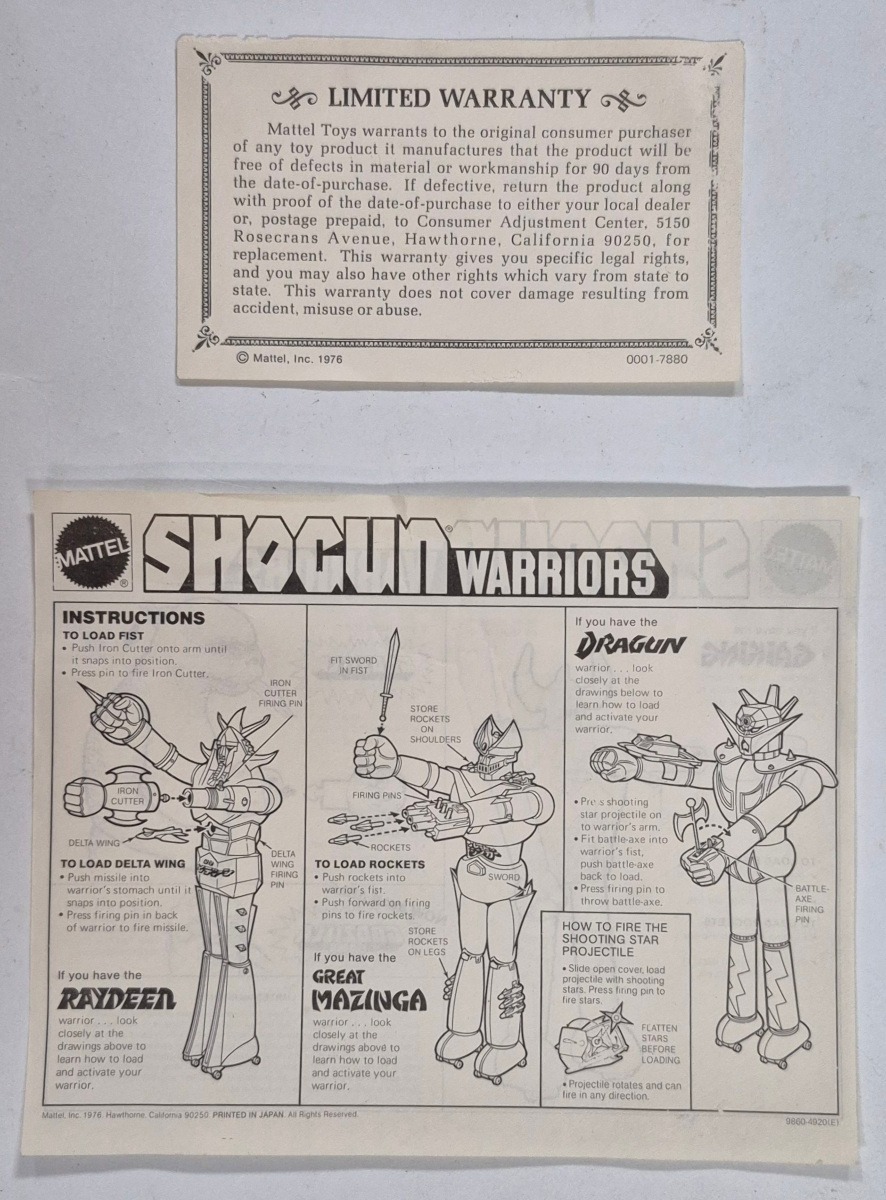 LIMITED WARRANTY
Mattel Toys warrants to the original consumer purchaser
of any toy product it manufactures that the product will be
free of defects in material or workmanship for 90 days from
the date-of-purchase. If defective, return the product along
with proof of the date-of-purchase to either your local dealer
or, postage prepaid, to Consumer Adjustment Center, 5150
Rosecrans Avenue, Hawthorne, California 90250, for
replacement. This warranty gives you specific legal rights,
and you may also have other rights which vary from state to
state. This warranty does not cover damage resulting from
accident, misuse or abuse.
© Mattel, Inc. 1976
0001-7880
MATTEL®
SHOGUN® WARRIORS
INSTRUCTIONS
TO LOAD FIST
• Push Iron Cutter onto arm until
it snaps into position.
• Press pin to fire Iron Cutter.
IRON
CUTTER
FIRING PIN
IRON
CUTTER
DELTA WING
DELTA
WING
FIRING
PIN
TO LOAD DELTA WING
• Push missile into
warrior's stomach until it
snaps into position.
• Press firing pin in back
of warrior to fire missile.
If you have the
RAYDEEN
warrior . . . look
closely at the
drawings above to
learn how to load
and activate your
warrior.
FIT SWORD
IN FIST
STORE
ROCKETS
ON
SHOULDERS
FIRING PINS
ROCKETS
TO LOAD ROCKETS
• Push rockets into
warrior's fist.
• Push forward on firing
pins to fire rockets.
SWORD
STORE
ROCKETS
ON LEGS
If you have the
GREAT
MAZINGA
warrior . . . look
closely at the
drawings above to
learn how to load
and activate your
warrior.
If you have the
DRAGUN
warrior . . . look
closely at the
drawings below to
learn how to load
and activate your
warrior.
• Press shooting
star projectile on
to warrior's arm.
• Fit battle-axe into
warrior's fist,
push battle-axe
back to load.
• Press firing pin to
throw battle-axe.
BATTLE-
AXE
FIRING
PIN
HOW TO FIRE THE
SHOOTING STAR
PROJECTILE
• Slide open cover, load
projectile with shooting
stars. Press firing pin to
fire stars.
FLATTEN
STARS
BEFORE
LOADING
• Projectile rotates and can
fire in any direction.
Mattel, Inc. 1976. Hawthorne, California 90250. PRINTED IN JAPAN. All Rights Reserved.
9860-4920(E)